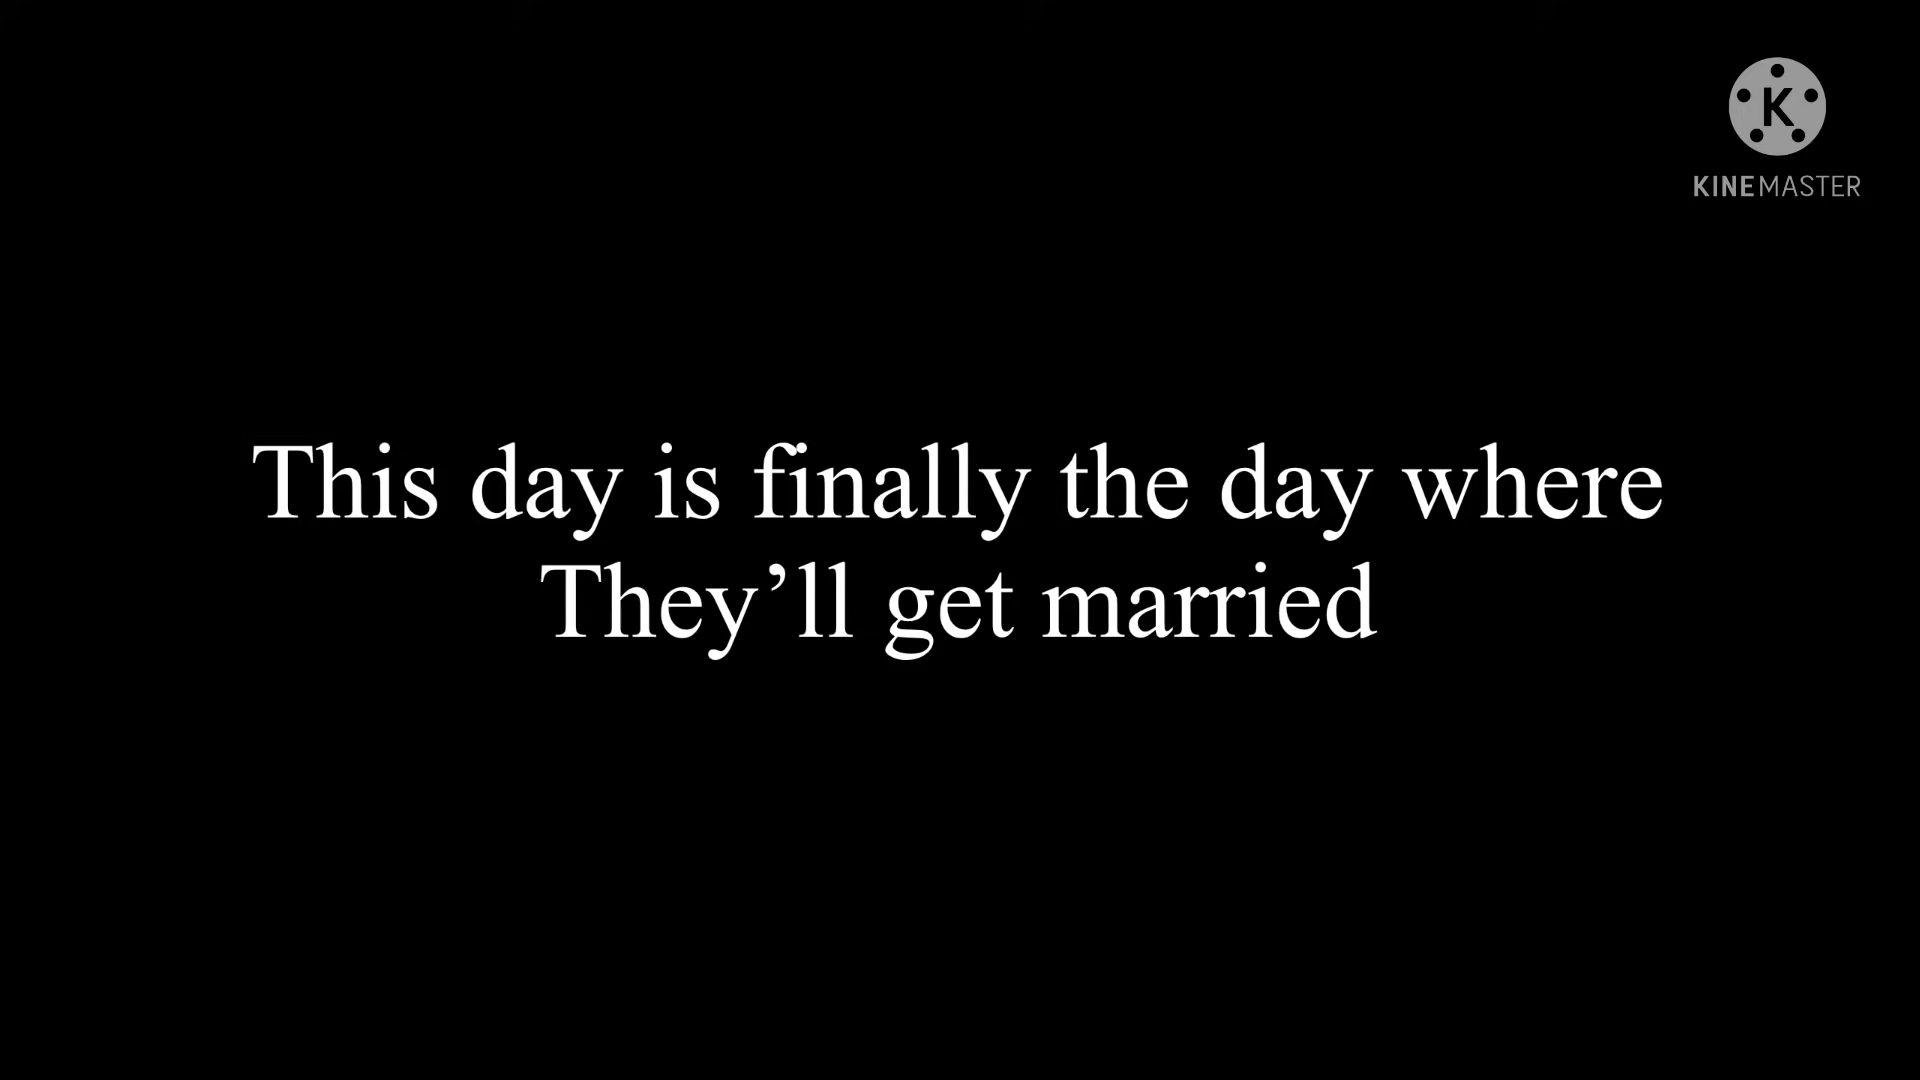 K
KINEMASTER
This day is finally the day where
They’ll get married